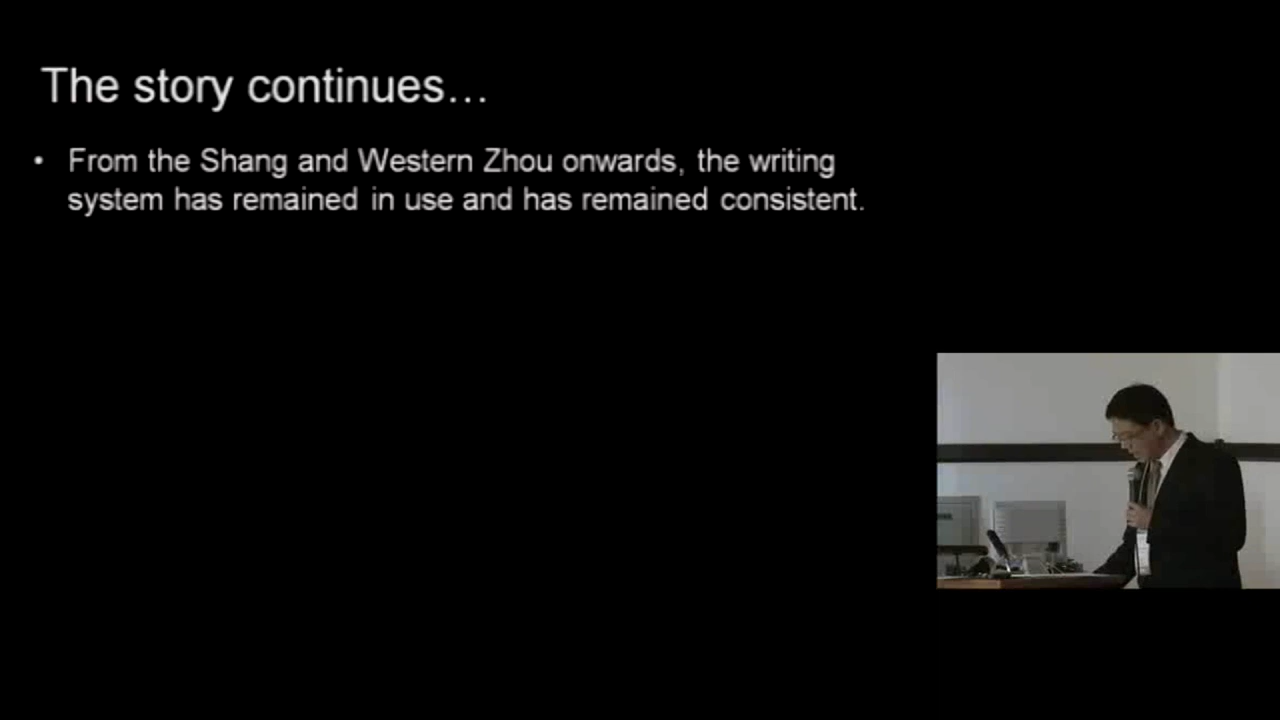 The story continues…
• From the Shang and Western Zhou onwards, the writing
system has remained in use and has remained consistent.